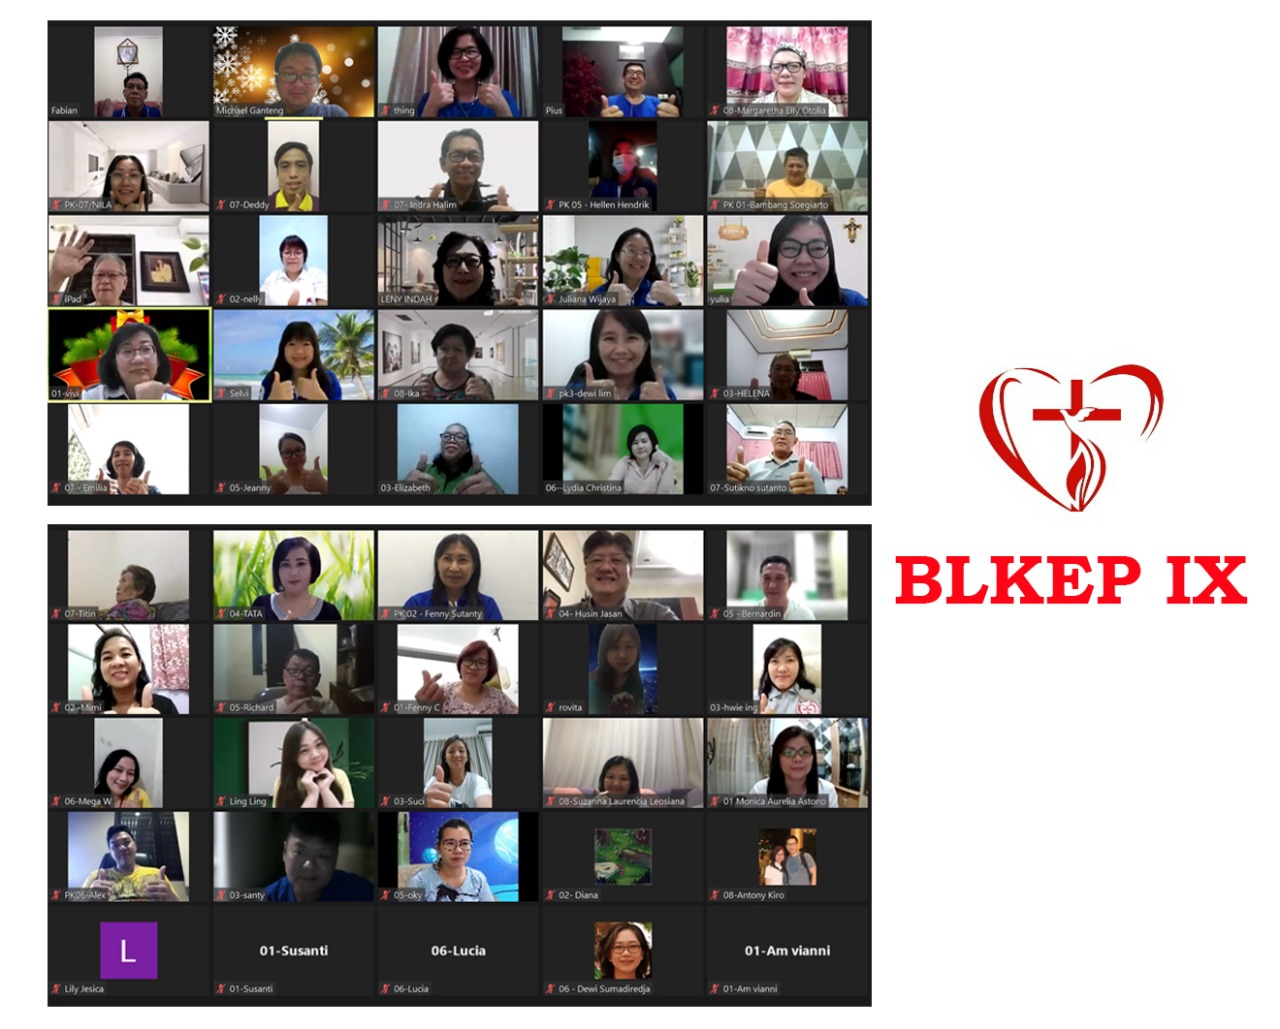 Fabian
Michael Ganteng
thing
Pius
08-Margaretha Elly Otolia
PK-07/NILA
07-Deddy
07- Indra Halim
PK 05 - Hellen Hendrik
PK 01-Bambang Soegiarto
iPad
02-nelly
LENY INDAH
Juliana Wijaya
yulia
01-vivi
Selvi
08-Ika
pk3-dewi lim
03-HELENA
07 - Emilia
05-Jeanny
03-Elizabeth
06--Lydia Christina
07-Sutikno sutanto
BLKEP IX
07-Titin
04-TATA
PK 02 - Fenny Sutanty
04- Husin Jasan
05 - Bernardin
02 -Mimi
05-Richard
01-Fenny C
rovita
03-hwie ing
06-Mega W
Ling Ling
03-Suci
08-Suzanna Laurencia Leosiana
01 Monica Aurelia Astono
PK06-Alex
03-santy
05-oky
02- Diana
08-Antony Kiro
L
Lily Jesica
01-Susanti
01-Susanti
06-Lucia
06-Lucia
06 - Dewi Sumadiredja
01-Am vianni
01-Am vianni